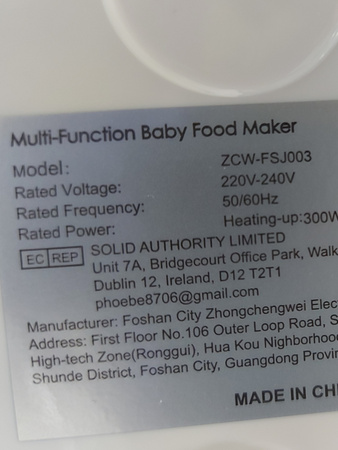 Multi-Function Baby Food Maker
Model: ZCW-FSJ003
Rated Voltage: 220V-240V
Rated Frequency: 50/60Hz
Rated Power: Heating-up:300W
EC REP SOLID AUTHORITY LIMITED
Unit 7A, Bridgecourt Office Park, Walk
Dublin 12, Ireland, D12 T2T1
phoebe8706@gmail.com
Manufacturer: Foshan City Zhongchengwei Elec
Address: First Floor No.106 Outer Loop Road, S
High-tech Zone(Ronggui), Hua Kou Nighborhoo
Shunde District, Foshan City, Guangdong Provin
MADE IN CHI